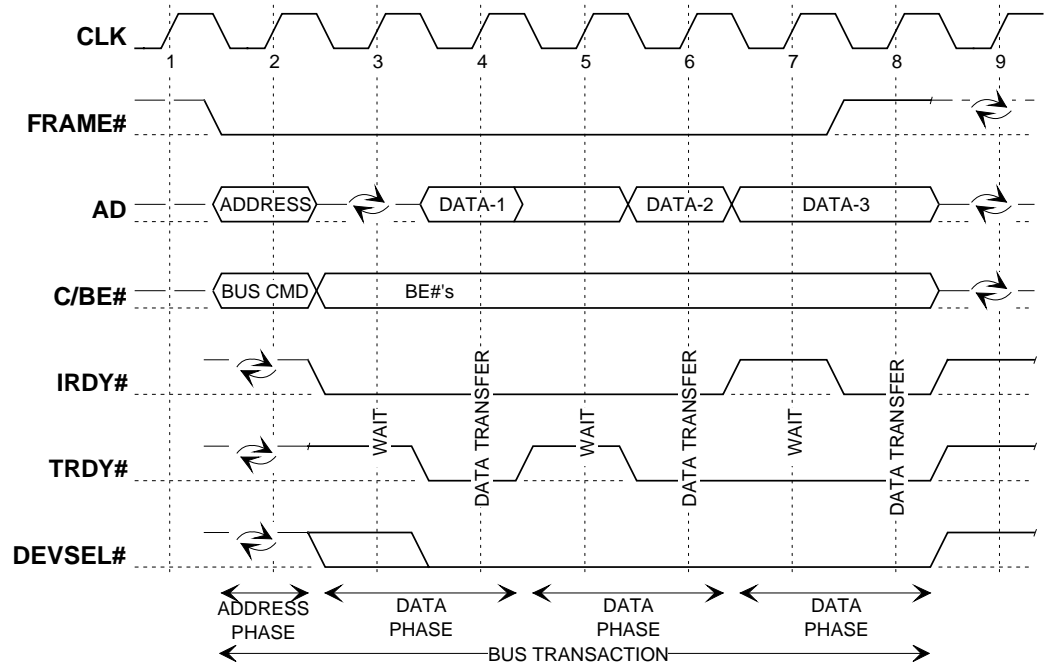 CLK
1 2 3 4 5 6 7 8 9
FRAME#
AD
ADDRESS DATA-1 DATA-2 DATA-3
C/BE#
BUS CMD BE#'s
IRDY#
WAIT
DATA TRANSFER
WAIT
DATA TRANSFER
WAIT
DATA TRANSFER
TRDY#
DEVSEL#
ADDRESS
PHASE
DATA
PHASE
DATA
PHASE
DATA
PHASE
BUS TRANSACTION